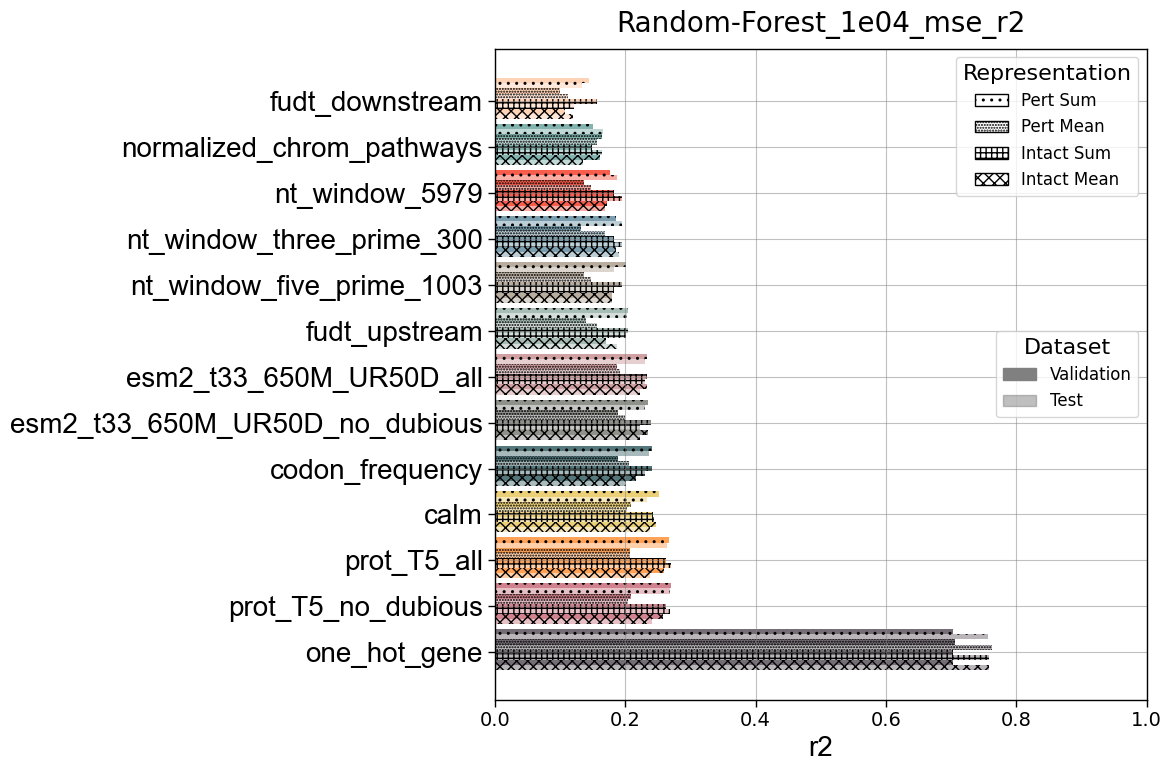 Random-Forest_1e04_mse_r2
fudt_downstream
normalized_chrom_pathways
nt_window_5979
nt_window_three_prime_300
nt_window_five_prime_1003
fudt_upstream
esm2_t33_650M_UR50D_all
esm2_t33_650M_UR50D_no_dubious
codon_frequency
calm
prot_T5_all
prot_T5_no_dubious
one_hot_gene
Representation
Pert Sum
Pert Mean
Intact Sum
Intact Mean
Dataset
Validation
Test
0.0 0.2 0.4 0.6 0.8 1.0
r2